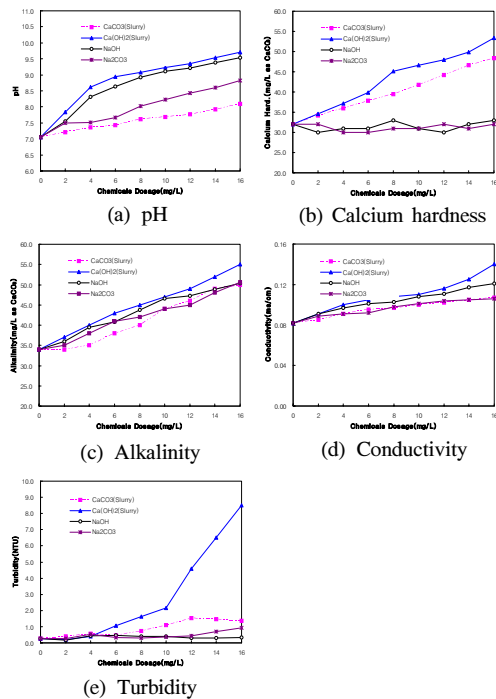 CaCO3(Slurry)
Ca(OH)2(Slurry)
NaOH
Na2CO3
pH
11.0
10.5
10.0
9.5
9.0
8.5
8.0
7.5
7.0
6.5
6.0
0 2 4 6 8 10 12 14 16
Chemicals Dosage(mg/L)
(a) pH
CaCO3(Slurry)
Ca(OH)2(Slurry)
NaOH
Na2CO3
Calcium Hard.(mg/L as CaCO3)
60.0
55.0
50.0
45.0
40.0
35.0
30.0
25.0
20.0
0 2 4 6 8 10 12 14 16
Chemicals Dosage(mg/L)
(b) Calcium hardness
CaCO3(Slurry)
Ca(OH)2(Slurry)
NaOH
Na2CO3
Alkalinity(mg/L as CaCO3)
60.0
55.0
50.0
45.0
40.0
35.0
30.0
25.0
20.0
0 2 4 6 8 10 12 14 16
Chemicals Dosage(mg/L)
(c) Alkalinity
CaCO3(Slurry)
Ca(OH)2(Slurry)
NaOH
Na2CO3
Conductivity(ms/cm)
0.16
0.12
0.08
0.04
0.00
0 2 4 6 8 10 12 14 16
Chemicals Dosage(mg/L)
(d) Conductivity
CaCO3(Slurry)
Ca(OH)2(Slurry)
NaOH
Na2CO3
Turbidity(NTU)
10.0
9.0
8.0
7.0
6.0
5.0
4.0
3.0
2.0
1.0
0.0
0 2 4 6 8 10 12 14 16
Chemicals Dosage(mg/L)
(e) Turbidity